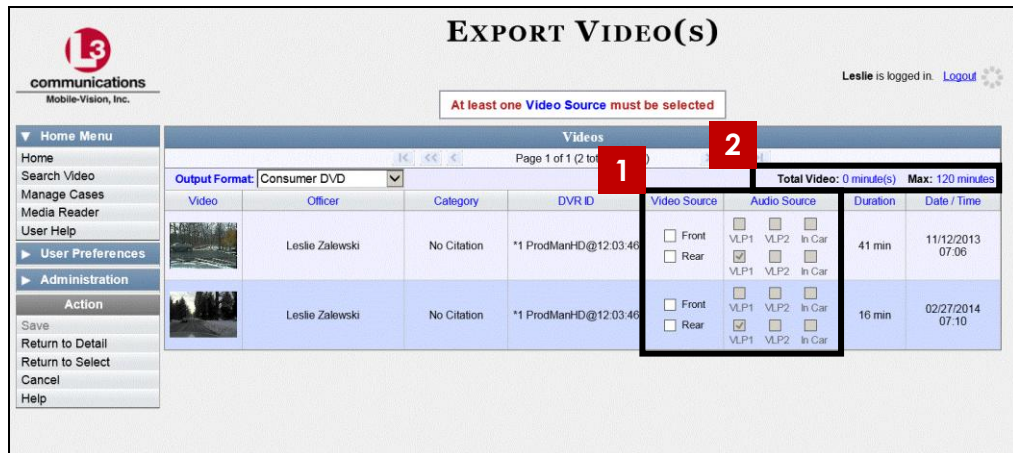 EXPORT VIDEO(S)
L3
communications
Mobile-Vision, Inc.
Leslie is logged in. Logout
At least one Video Source must be selected
▼ Home Menu
Home
Search Video
Manage Cases
Media Reader
User Help
▶ User Preferences
▶ Administration
Action
Save
Return to Detail
Return to Select
Cancel
Help
Videos
Page 1 of 1 (2
1
2
Output Format: Consumer DVD
Total Video: 0 minute(s) Max: 120 minutes
Video Officer Category DVR ID Video Source Audio Source Duration Date / Time
Leslie Zalewski No Citation *1 ProdManHD@12:03:46 41 min 11/12/2013 07:06
Front VLP1 VLP2 In Car
Rear VLP1 VLP2 In Car
Leslie Zalewski No Citation *1 ProdManHD@12:03:46 16 min 02/27/2014 07:10
Front VLP1 VLP2 In Car
Rear VLP1 VLP2 In Car